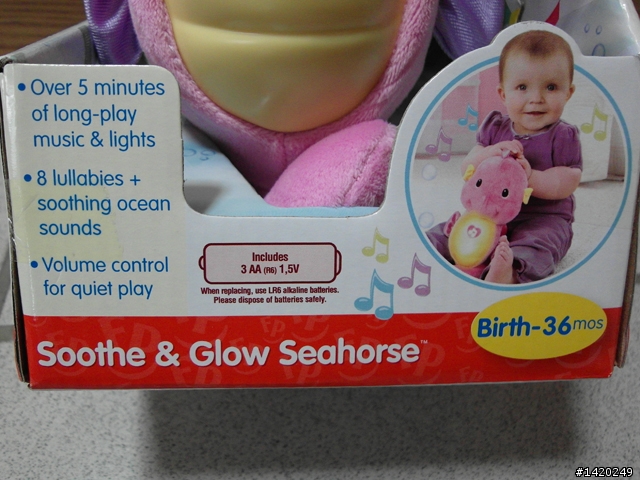 • Over 5 minutes
of long-play
music & lights
• 8 lullabies +
soothing ocean
sounds
• Volume control
for quiet play
Includes
3 AA (R6) 1,5V
When replacing, use LR6 alkaline batteries.
Please dispose of batteries safely.
Birth-36 mos
Soothe & Glow Seahorse™
#1420249